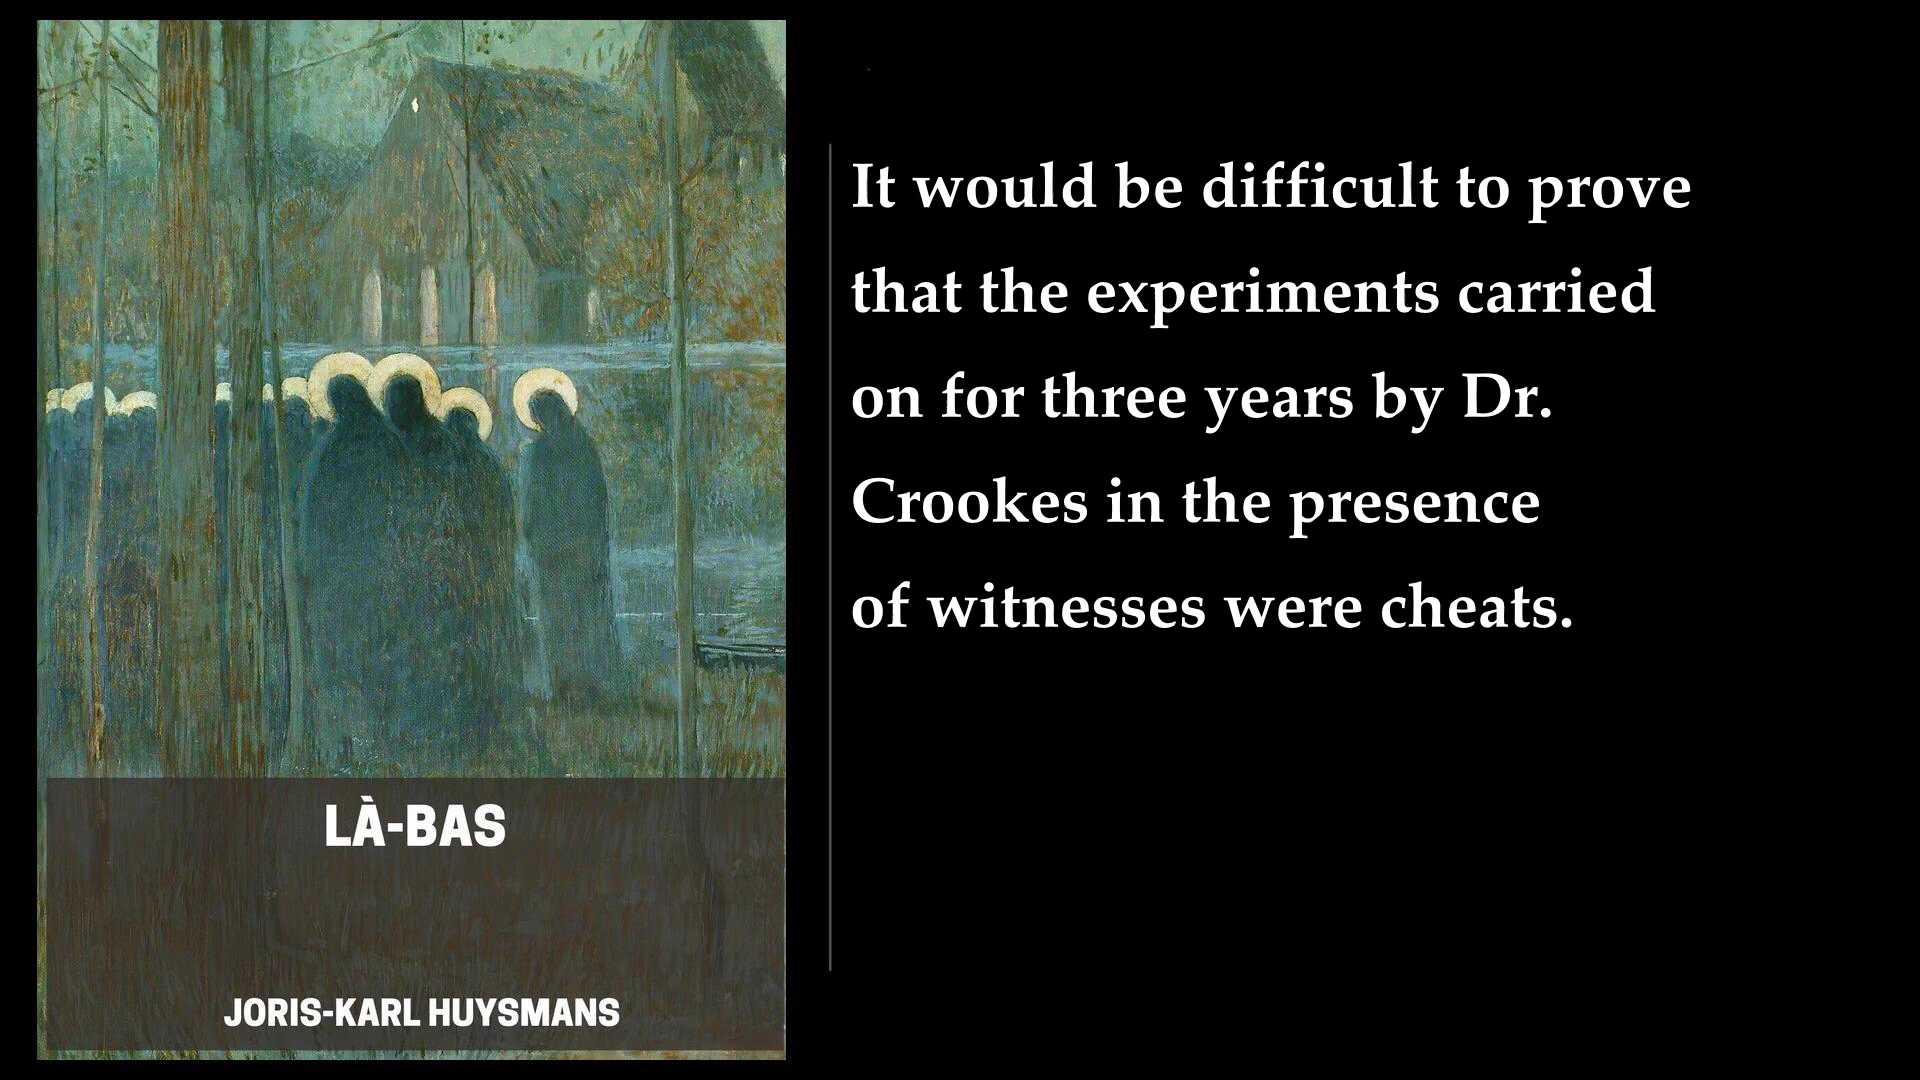 LÀ-BAS
JORIS-KARL HUYSMANS
It would be difficult to prove
that the experiments carried
on for three years by Dr.
Crookes in the presence
of witnesses were cheats.